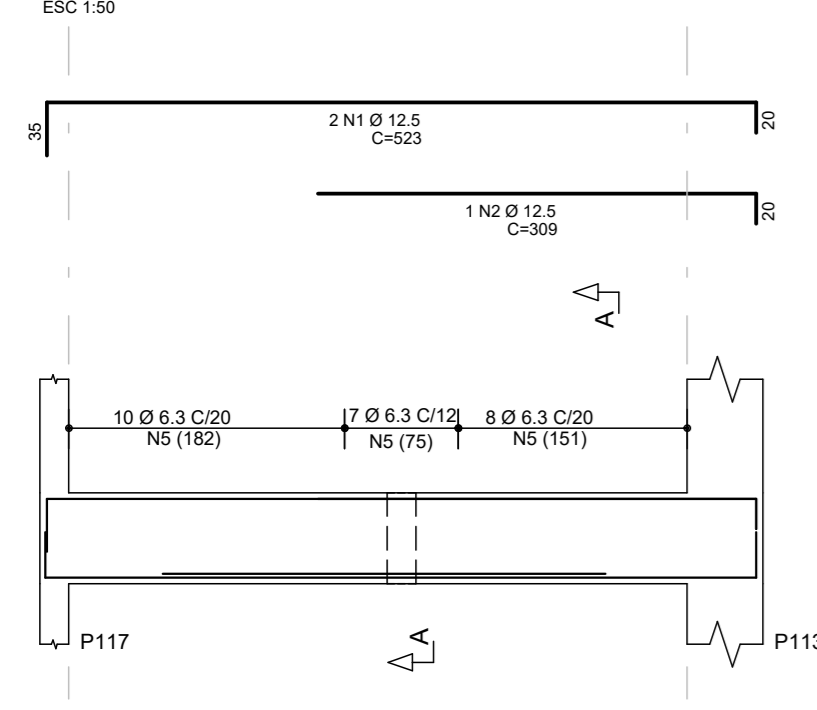 ESC 1:50
35
2 N1 Ø 12.5
C=523
20
1 N2 Ø 12.5
C=309
20
A
10 Ø 6.3 C/20
N5 (182)
7 Ø 6.3 C/12
N5 (75)
8 Ø 6.3 C/20
N5 (151)
A
P117
P113